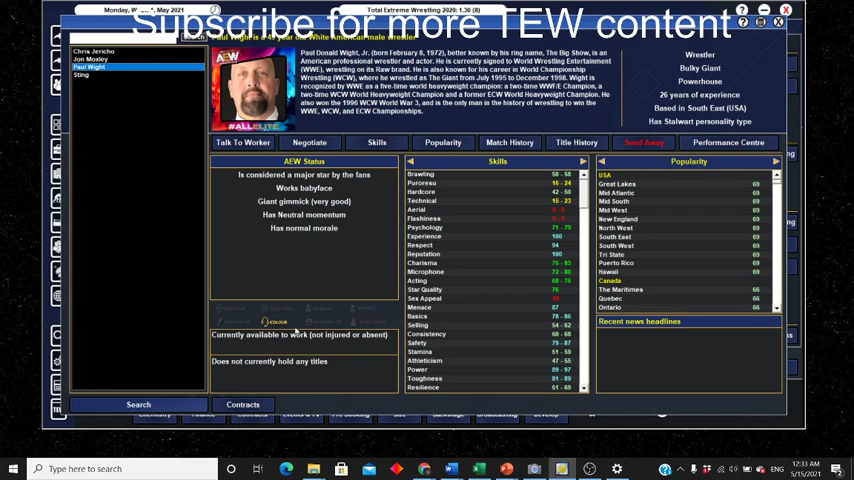 Monday, W May 2021
Total Extreme Wrestling 2020: 1.30 (8)
Subscribe for more TEW content
Search
Paul Wight is a 49 year old White American male wrestler
Chris Jericho
Jon Moxley
Paul Wight
Sting
AEW
#ALLELITE
Paul Donald Wight, Jr. (born February 8, 1972), better known by his ring name, The Big Show, is an
American professional wrestler and actor. He is currently signed to World Wrestling Entertainment
(WWE), wrestling on its Raw brand. He is also known for his career in World Championship
Wrestling (WCW), where he wrestled as The Giant from July 1995 to December 1998. Wight is
recognized by WWE as a five-time world heavyweight champion: a two-time WWF/E Champion, a
two-time WCW World Heavyweight Champion and a former ECW World Heavyweight Champion. He
also won the 1996 WCW World War 3, and is the only man in the history of wrestling to win the
WWE, WCW, and ECW Championships.
Wrestler
Bulky Giant
Powerhouse
26 years of experience
Based in South East (USA)
Has Stalwart personality type
Talk To Worker
Negotiate
Skills
Popularity
Match History
Title History
Send Away
Performance Centre
AEW Status
Is considered a major star by the fans
Works babyface
Giant gimmick (very good)
Has Neutral momentum
Has normal morale
COLOUR
Currently available to work (not injured or absent)
Does not currently hold any titles
Skills
Brawling 50 - 58
Puroresu 16 - 24
Hardcore 42 - 50
Technical 15 - 23
Aerial
Flashiness
Psychology 71 - 79
Experience 100
Respect 94
Reputation 100
Charisma 75 - 83
Microphone 72 - 80
Acting 68 - 76
Star Quality 76
Sex Appeal
Menace 87
Basics 78 - 86
Selling 54 - 62
Consistency 60 - 68
Safety 79 - 87
Stamina 51 - 59
Athleticism 47 - 55
Power 89 - 97
Toughness 81 - 89
Resilience 61 - 69
Popularity
USA
Great Lakes 69
Mid Atlantic 69
Mid South 69
Mid West 69
New England 69
North West 69
South East 69
South West 69
Tri State 69
Puerto Rico 69
Hawaii 69
Canada
The Maritimes 66
Quebec 66
Ontario 66
Recent news headlines
Search
Contracts
Type here to search
ENG
12:33 AM
5/15/2021